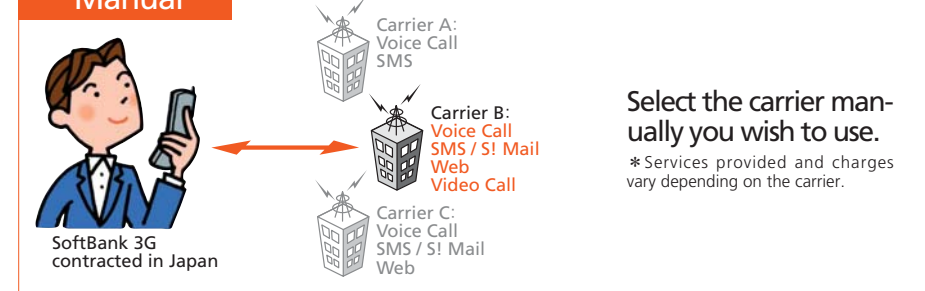 Manual
Carrier A:
Voice Call
SMS
Carrier B:
Voice Call
SMS / S! Mail
Web
Video Call
Carrier C:
Voice Call
SMS / S! Mail
Web
SoftBank 3G
contracted in Japan
Select the carrier man-
ually you wish to use.
＊Services provided and charges
vary depending on the carrier.